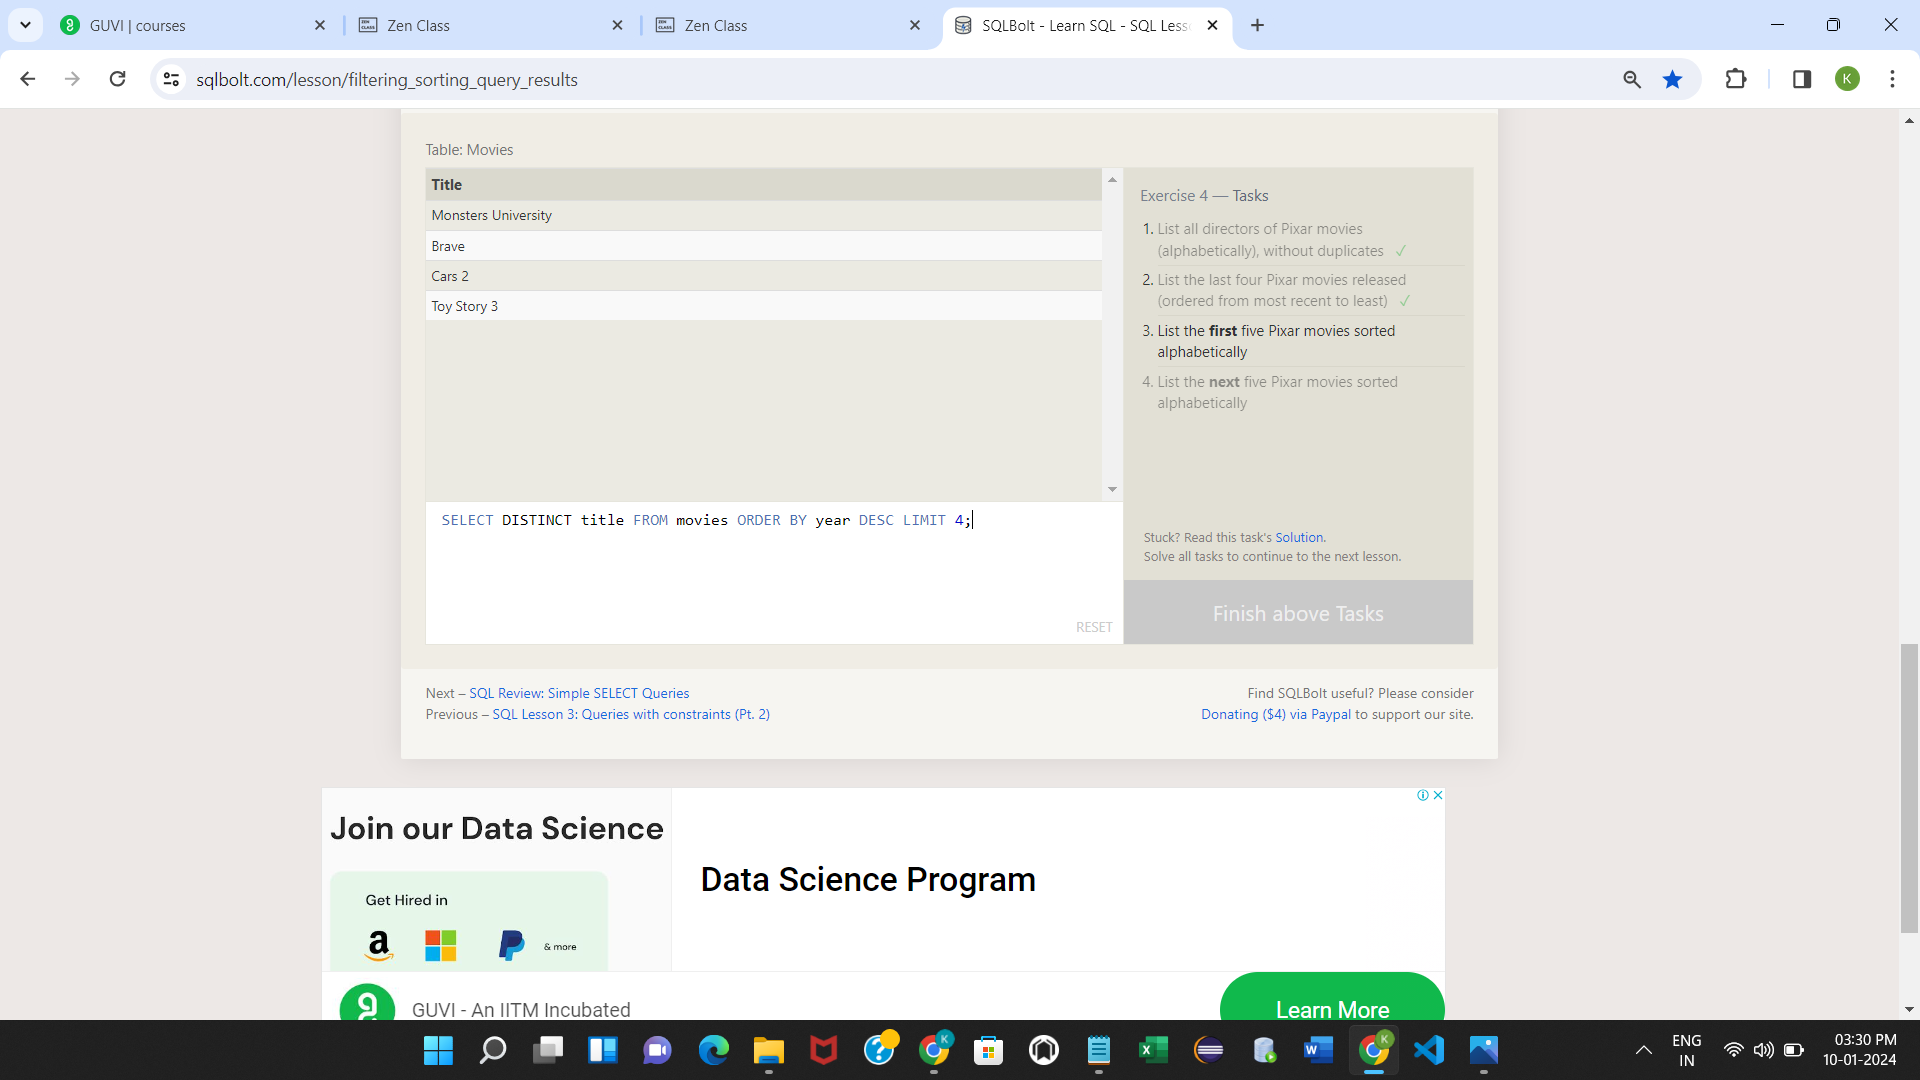 GUVI | courses
Zen Class
Zen Class
SQLBolt - Learn SQL - SQL Less
sqlbolt.com/lesson/filtering_sorting_query_results
K
Table: Movies
Title
Monsters University
Brave
Cars 2
Toy Story 3
SELECT DISTINCT title FROM movies ORDER BY year DESC LIMIT 4;
RESET
Exercise 4 — Tasks
1. List all directors of Pixar movies
(alphabetically), without duplicates ✓
2. List the last four Pixar movies released
(ordered from most recent to least) ✓
3. List the first five Pixar movies sorted
alphabetically
4. List the next five Pixar movies sorted
alphabetically
Stuck? Read this task's Solution.
Solve all tasks to continue to the next lesson.
Finish above Tasks
Next – SQL Review: Simple SELECT Queries
Previous – SQL Lesson 3: Queries with constraints (Pt. 2)
Find SQLBolt useful? Please consider
Donating ($4) via Paypal to support our site.
Join our Data Science
Get Hired in
& more
Data Science Program
GUVI - An IITM Incubated
Learn More
ENG
IN
03:30 PM
10-01-2024